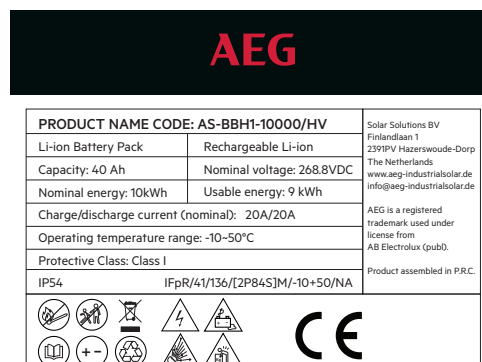 AEG
PRODUCT NAME CODE: AS-BBH1-10000/HV
Li-ion Battery Pack
Rechargeable Li-ion
Capacity: 40 Ah
Nominal voltage: 268.8VDC
Nominal energy: 10kWh
Usable energy: 9 kWh
Charge/discharge current (nominal): 20A/20A
Operating temperature range: -10~50°C
Protective Class: Class I
IP54
IFpR/41/136/[2P84S]M/-10+50/NA
Solar Solutions BV
Finlandlaan 1
2391PV Hazerswoude-Dorp
The Netherlands
www.aeg-industrialsolar.de
info@aeg-industrialsolar.de
AEG is a registered
trademark used under
license from
AB Electrolux (publ).
Product assembled in P.R.C.
+ -
CE